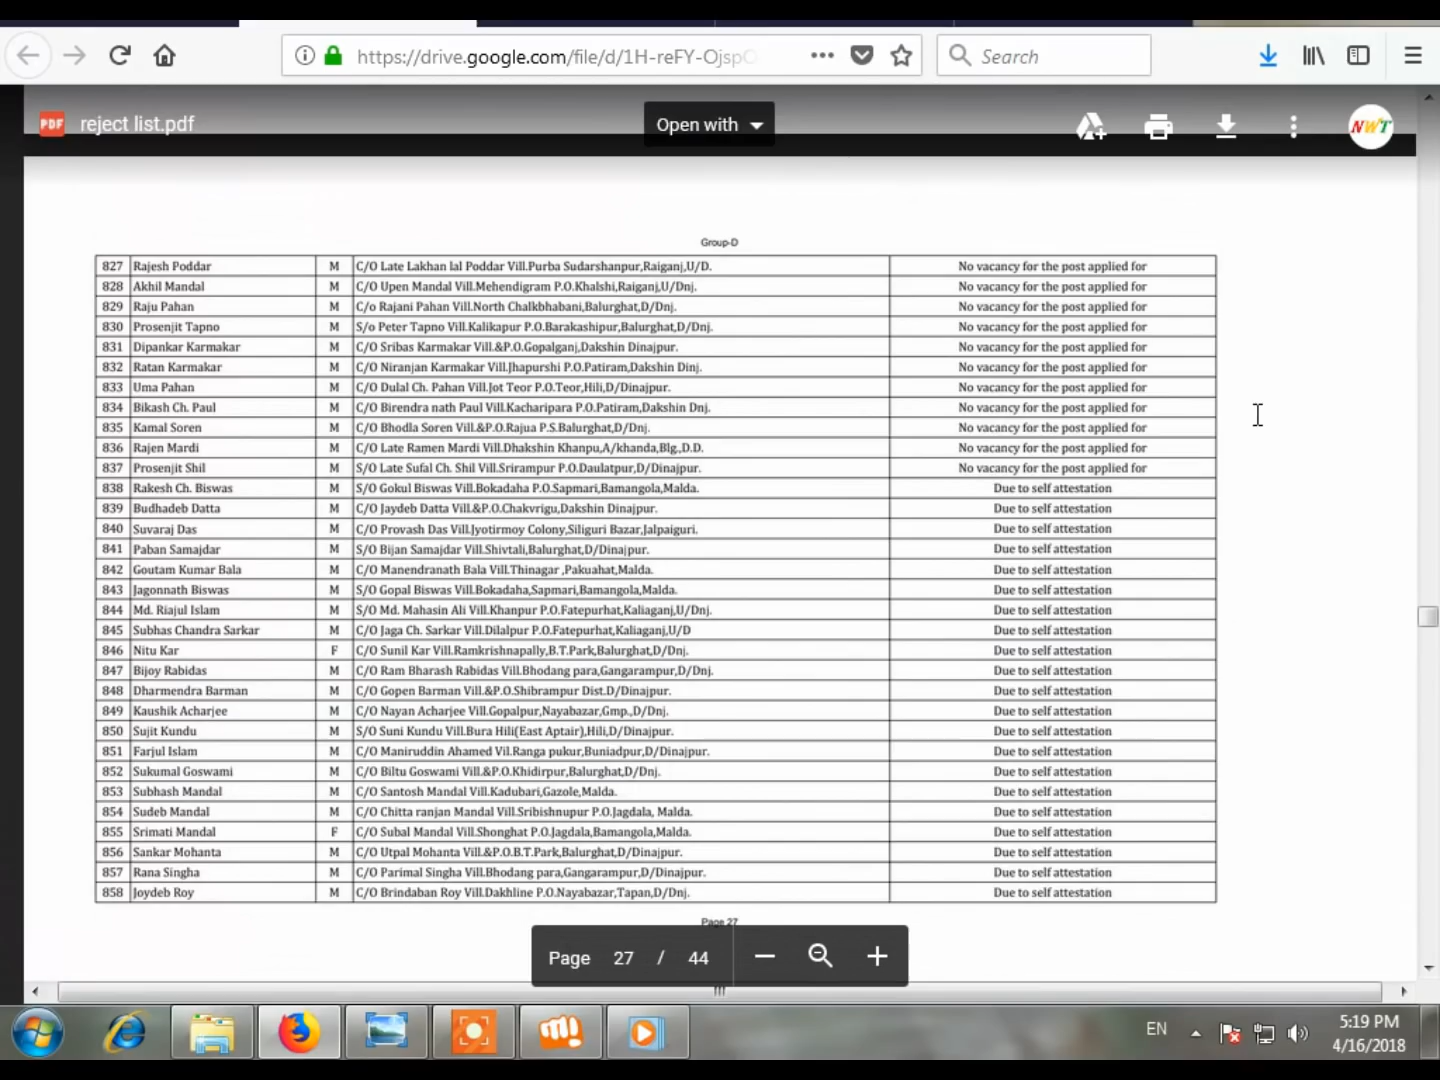 https://drive.google.com/file/d/1H-reFY-Ojsp
Search
PDF reject list.pdf
Open with
NWT
Group-D
827 Rajesh Poddar M C/O Late Lakhan lal Poddar Vill.Purba Sudarshanpur,Raiganj,U/D. No vacancy for the post applied for
828 Akhil Mandal M C/O Upen Mandal Vill.Mehendigram P.O.Khalshi,Raiganj,U/Dnj. No vacancy for the post applied for
829 Raju Pahan M C/o Rajani Pahan Vill.North Chalkbhabani,Balurghat,D/Dnj. No vacancy for the post applied for
830 Prosenjit Tapno M S/o Peter Tapno Vill.Kalikapur P.O.Barakashipur,Balurghat,D/Dnj. No vacancy for the post applied for
831 Dipankar Karmakar M C/O Sribas Karmakar Vill.&P.O.Gopalganj,Dakshin Dinajpur. No vacancy for the post applied for
832 Ratan Karmakar M C/O Niranjan Karmakar Vill.Jhapurshi P.O.Patiram,Dakshin Dinj. No vacancy for the post applied for
833 Uma Pahan M C/O Dulal Ch. Pahan Vill.Jot Teor P.O.Teor,Hili,D/Dinajpur. No vacancy for the post applied for
834 Bikash Ch. Paul M C/O Birendra nath Paul Vill.Kacharipara P.O.Patiram,Dakshin Dnj. No vacancy for the post applied for
835 Kamal Soren M C/O Bhodla Soren Vill.&P.O.Rajua P.S.Balurghat,D/Dnj. No vacancy for the post applied for
836 Rajen Mardi M C/O Late Ramen Mardi Vill.Dhakshin Khanpu,A/khanda,Blg.,D.D. No vacancy for the post applied for
837 Prosenjit Shil M S/O Late Sufal Ch. Shil Vill.Srirampur P.O.Daulatpur,D/Dinajpur. No vacancy for the post applied for
838 Rakesh Ch. Biswas M S/O Gokul Biswas Vill.Bokadaha P.O.Sapmari,Bamangola,Malda. Due to self attestation
839 Budhadeb Datta M C/O Jaydeb Datta Vill.&P.O.Chakvrigu,Dakshin Dinajpur. Due to self attestation
840 Suvaraj Das M C/O Provash Das Vill.Jyotirmoy Colony,Siliguri Bazar,Jalpaiguri. Due to self attestation
841 Paban Samajdar M S/O Bijan Samajdar Vill.Shivtali,Balurghat,D/Dinajpur. Due to self attestation
842 Goutam Kumar Bala M C/O Manendranath Bala Vill.Thinagar ,Pakuahat,Malda. Due to self attestation
843 Jagonnath Biswas M S/O Gopal Biswas Vill.Bokadaha,Sapmari,Bamangola,Malda. Due to self attestation
844 Md. Riajul Islam M S/O Md. Mahasin Ali Vill.Khanpur P.O.Fatepurhat,Kaliaganj,U/Dnj. Due to self attestation
845 Subhas Chandra Sarkar M C/O Jaga Ch. Sarkar Vill.Dilalpur P.O.Fatepurhat,Kaliaganj,U/D Due to self attestation
846 Nitu Kar F C/O Sunil Kar Vill.Ramkrishnapally,B.T.Park,Balurghat,D/Dnj. Due to self attestation
847 Bijoy Rabidas M C/O Ram Bharash Rabidas Vill.Bhodang para,Gangarampur,D/Dnj. Due to self attestation
848 Dharmendra Barman M C/O Gopen Barman Vill.&P.O.Shibrampur Dist.D/Dinajpur. Due to self attestation
849 Kaushik Acharjee M C/O Nayan Acharjee Vill.Gopalpur,Nayabazar,Gmp.,D/Dnj. Due to self attestation
850 Sujit Kundu M S/O Suni Kundu Vill.Bura Hili(East Aptair),Hili,D/Dinajpur. Due to self attestation
851 Farjul Islam M C/O Maniruddin Ahamed Vil.Ranga pukur,Buniadpur,D/Dinajpur. Due to self attestation
852 Sukumal Goswami M C/O Biltu Goswami Vill.&P.O.Khidirpur,Balurghat,D/Dnj. Due to self attestation
853 Subhash Mandal M C/O Santosh Mandal Vill.Kadubari,Gazole,Malda. Due to self attestation
854 Sudeb Mandal M C/O Chitta ranjan Mandal Vill.Sribishnupur P.O.Jagdala, Malda. Due to self attestation
855 Srimati Mandal F C/O Subal Mandal Vill.Shonghat P.O.Jagdala,Bamangola,Malda. Due to self attestation
856 Sankar Mohanta M C/O Utpal Mohanta Vill.&P.O.B.T.Park,Balurghat,D/Dinajpur. Due to self attestation
857 Rana Singha M C/O Parimal Singha Vill.Bhodang para,Gangarampur,D/Dinajpur. Due to self attestation
858 Joydeb Roy M C/O Brindaban Roy Vill.Dakhline P.O.Nayabazar,Tapan,D/Dnj. Due to self attestation
Page 27
Page 27 / 44
EN
5:19 PM
4/16/2018